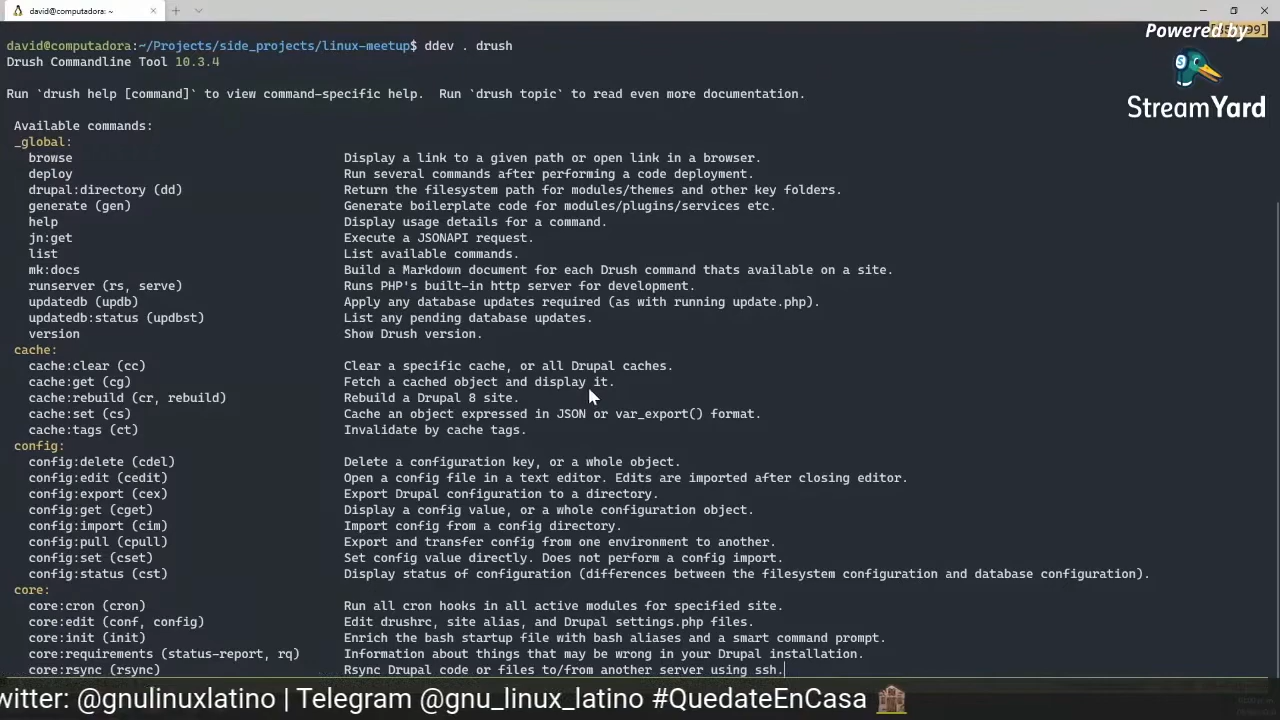 david@computadora: ~
Powered by
david@computadora:~/Projects/side_projects/linux-meetup$ ddev . drush
Drush Commandline Tool 10.3.4
StreamYard
Run `drush help [command]` to view command-specific help.  Run `drush topic` to read even more documentation.
Available commands:
_global:
browse Display a link to a given path or open link in a browser.
deploy Run several commands after performing a code deployment.
drupal:directory (dd) Return the filesystem path for modules/themes and other key folders.
generate (gen) Generate boilerplate code for modules/plugins/services etc.
help Display usage details for a command.
jn:get Execute a JSONAPI request.
list List available commands.
mk:docs Build a Markdown document for each Drush command thats available on a site.
runserver (rs, serve) Runs PHP's built-in http server for development.
updatedb (updb) Apply any database updates required (as with running update.php).
updatedb:status (updbst) List any pending database updates.
version Show Drush version.
cache:
cache:clear (cc) Clear a specific cache, or all Drupal caches.
cache:get (cg) Fetch a cached object and display it.
cache:rebuild (cr, rebuild) Rebuild a Drupal 8 site.
cache:set (cs) Cache an object expressed in JSON or var_export() format.
cache:tags (ct) Invalidate by cache tags.
config:
config:delete (cdel) Delete a configuration key, or a whole object.
config:edit (cedit) Open a config file in a text editor. Edits are imported after closing editor.
config:export (cex) Export Drupal configuration to a directory.
config:get (cget) Display a config value, or a whole configuration object.
config:import (cim) Import config from a config directory.
config:pull (cpull) Export and transfer config from one environment to another.
config:set (cset) Set config value directly. Does not perform a config import.
config:status (cst) Display status of configuration (differences between the filesystem configuration and database configuration).
core:
core:cron (cron) Run all cron hooks in all active modules for specified site.
core:edit (conf, config) Edit drushrc, site alias, and Drupal settings.php files.
core:init (init) Enrich the bash startup file with bash aliases and a smart command prompt.
core:requirements (status-report, rq) Information about things that may be wrong in your Drupal installation.
core:rsync (rsync) Rsync Drupal code or files to/from another server using ssh.
witter: @gnulinuxlatino | Telegram @gnu_linux_latino #QuedateEnCasa